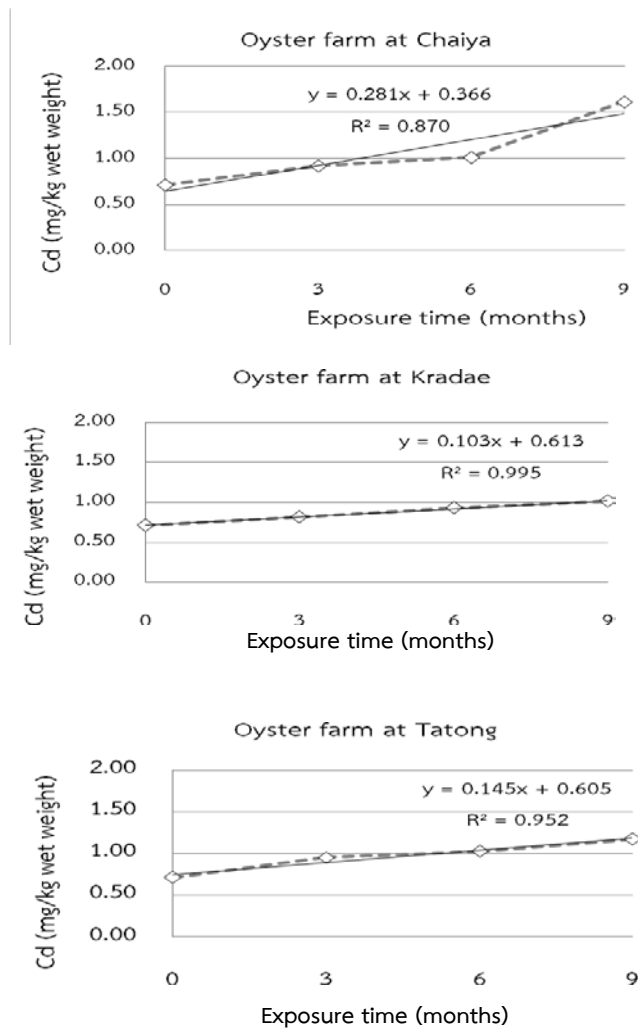 Oyster farm at Chaiya
2.00
y = 0.281x + 0.366
1.50
R² = 0.870
1.00
0.50
0.00
Cd (mg/kg wet weight)
0 3 6 9
Exposure time (months)
Oyster farm at Kradae
2.00
y = 0.103x + 0.613
1.50
R² = 0.995
1.00
0.50
0.00
Cd (mg/kg wet weight)
0 3 6 9
Exposure time (months)
Oyster farm at Tatong
2.00
y = 0.145x + 0.605
1.50
R² = 0.952
1.00
0.50
0.00
Cd (mg/kg wet weight)
0 3 6 9
Exposure time (months)